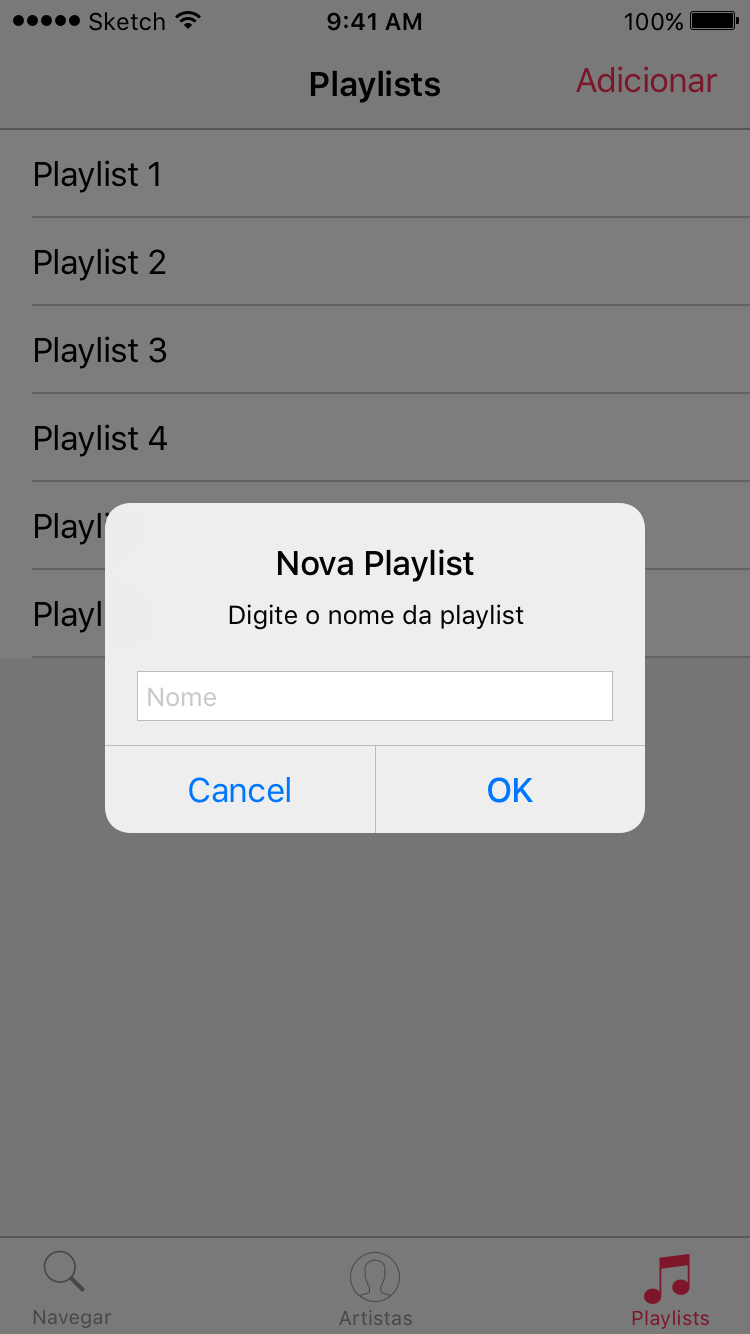 Sketch 9:41 AM 100%
Playlists Adicionar
Playlist 1
Playlist 2
Playlist 3
Playlist 4
Playli
Playl
Nova Playlist
Digite o nome da playlist
Nome
Cancel OK
Navegar Artistas Playlists